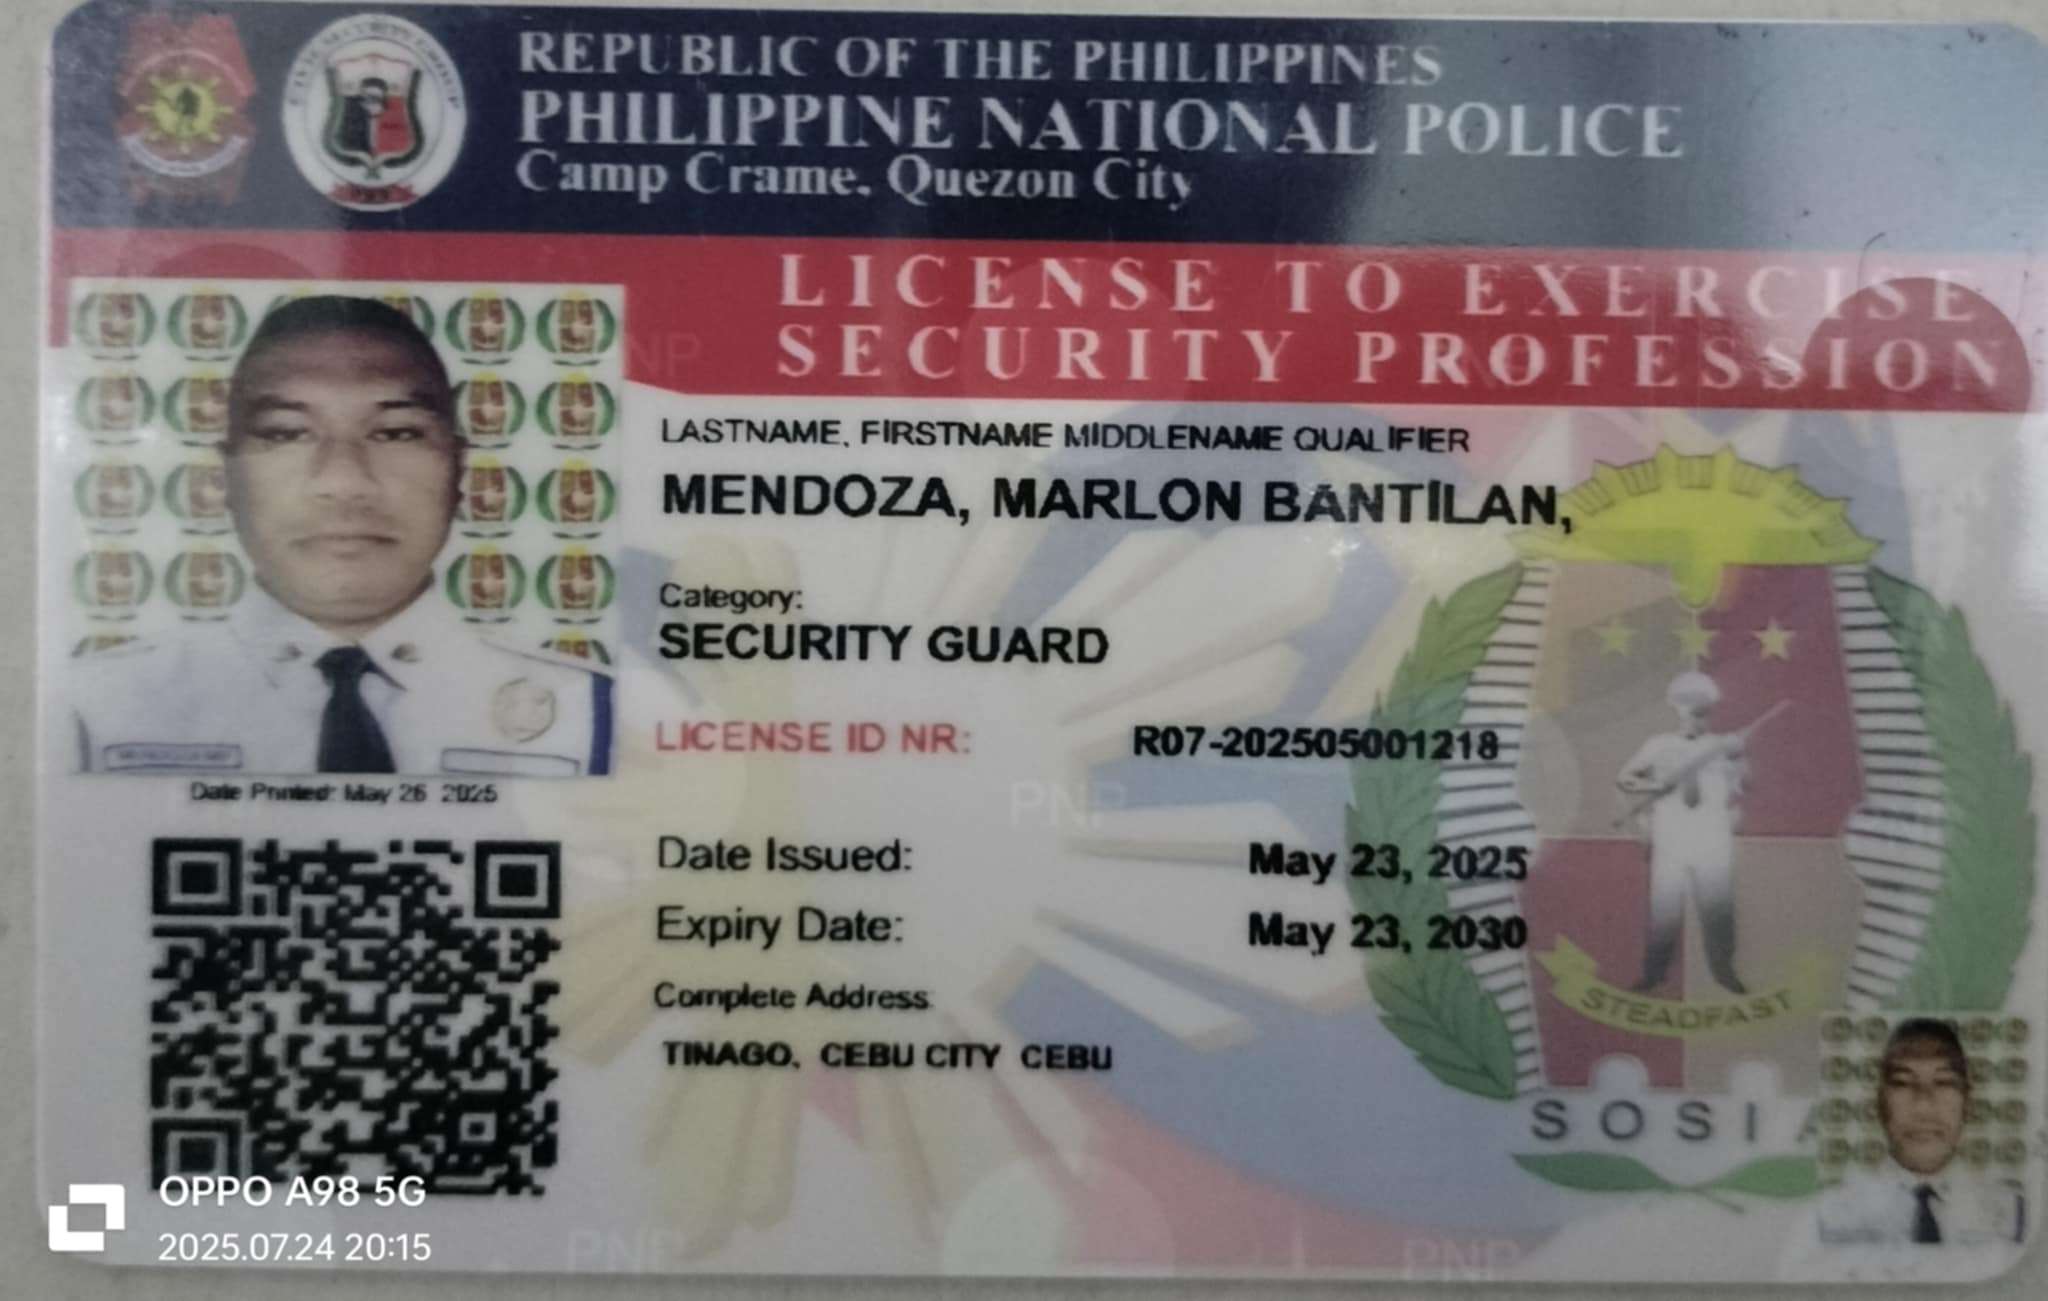 REPUBLIC OF THE PHILIPPINES
PHILIPPINE NATIONAL POLICE
Camp Crame, Quezon City
LICENSE TO EXERCISE
SECURITY PROFESSION
LASTNAME, FIRSTNAME MIDDLENAME QUALIFIER
MENDOZA, MARLON BANTILAN,
Category:
SECURITY GUARD
LICENSE ID NR: R07-202505001218
Date Printed: May 26 2025
PNP
Date Issued: May 23, 2025
Expiry Date: May 23, 2030
Complete Address:
TINAGO, CEBU CITY CEBU
STEADFAST
SOSIA
OPPO A98 5G
2025.07.24 20:15
PNP
PNP